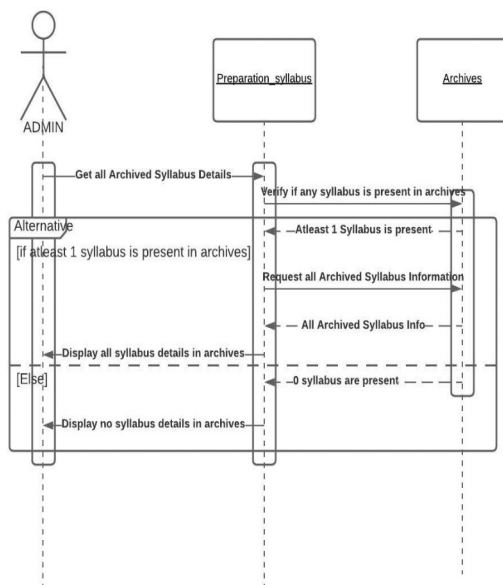 Preparation_syllabus
Archives
ADMIN
Get all Archived Syllabus Details
Verify if any syllabus is present in archives
Alternative
Atleast 1 Syllabus is present
[if atleast 1 syllabus is present in archives]
Request all Archived Syllabus Information
All Archived Syllabus Info
Display all syllabus details in archives
[Else]
0 syllabus are present
Display no syllabus details in archives